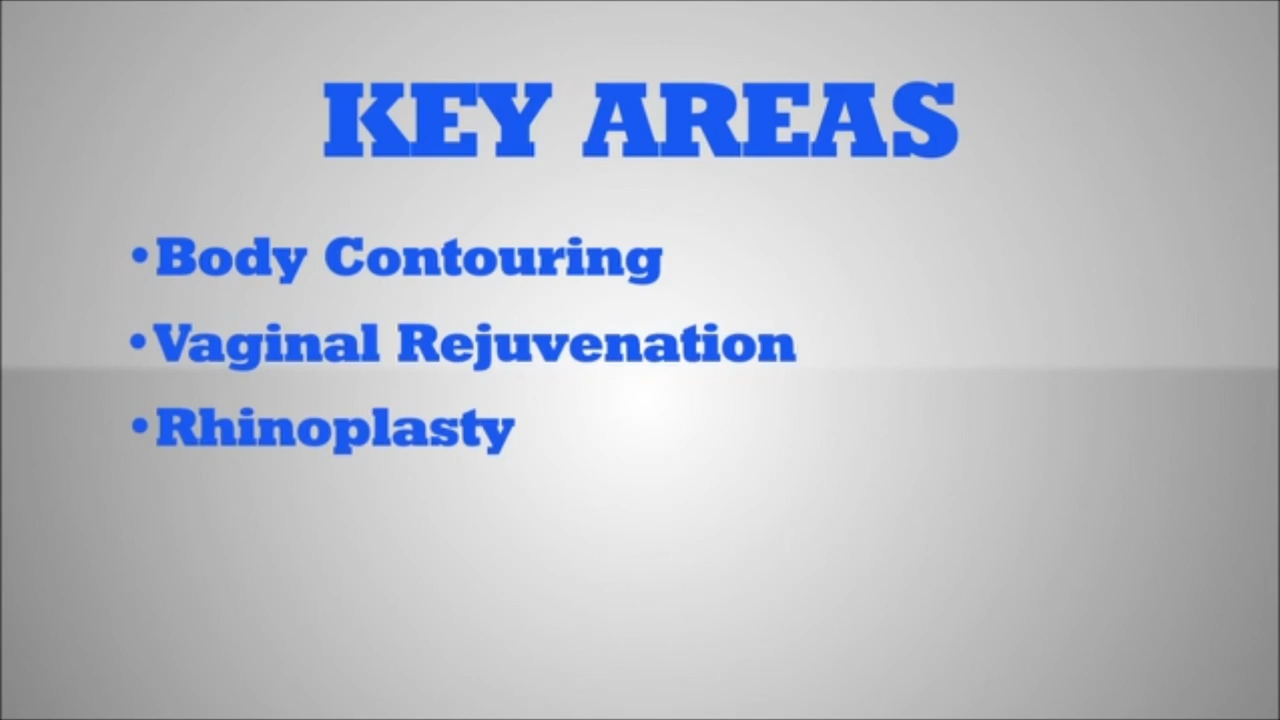 KEY AREAS
•Body Contouring
•Vaginal Rejuvenation
•Rhinoplasty